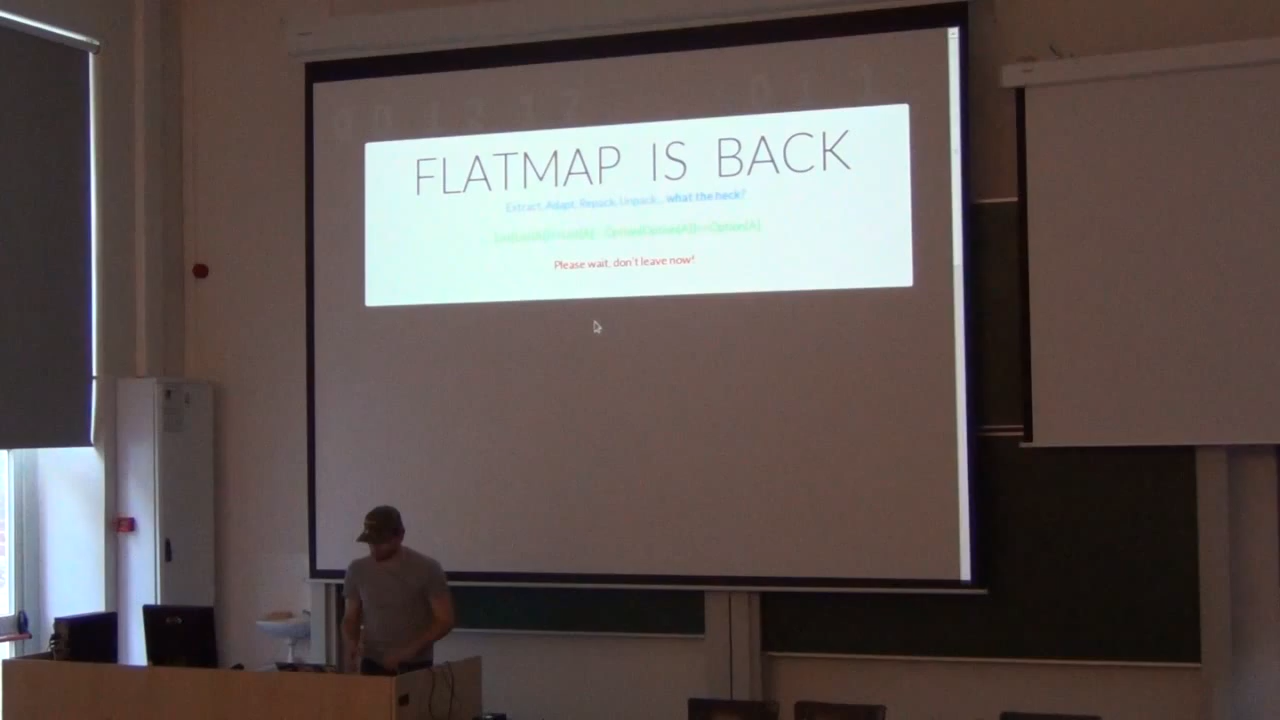 FLATMAP IS BACK
Extract, Adapt, Repack, Unpack... what the heck?
Please wait, don't leave now!